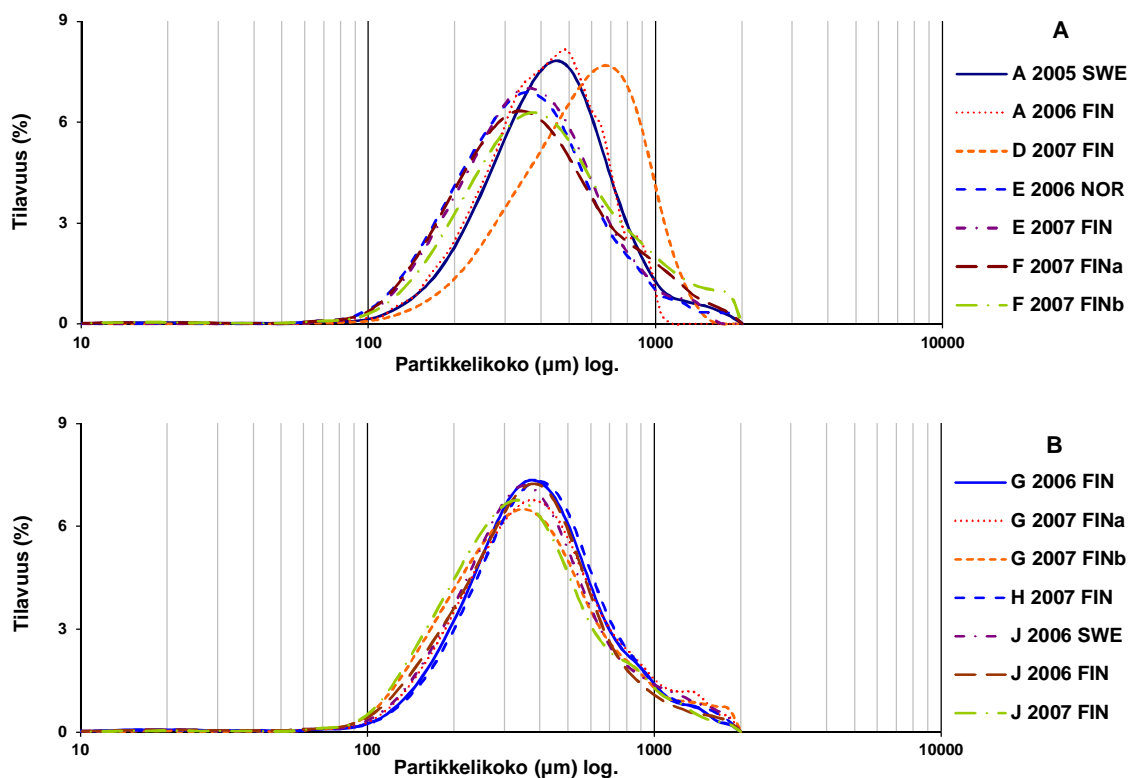 A
9
6
3
0
Tilavuus (%)
10
100
1000
10000
Partikkelikoko (µm) log.
A 2005 SWE
A 2006 FIN
D 2007 FIN
E 2006 NOR
E 2007 FIN
F 2007 FINa
F 2007 FINb
B
9
6
3
0
Tilavuus (%)
10
100
1000
10000
Partikkelikoko (µm) log.
G 2006 FIN
G 2007 FINa
G 2007 FINb
H 2007 FIN
J 2006 SWE
J 2006 FIN
J 2007 FIN